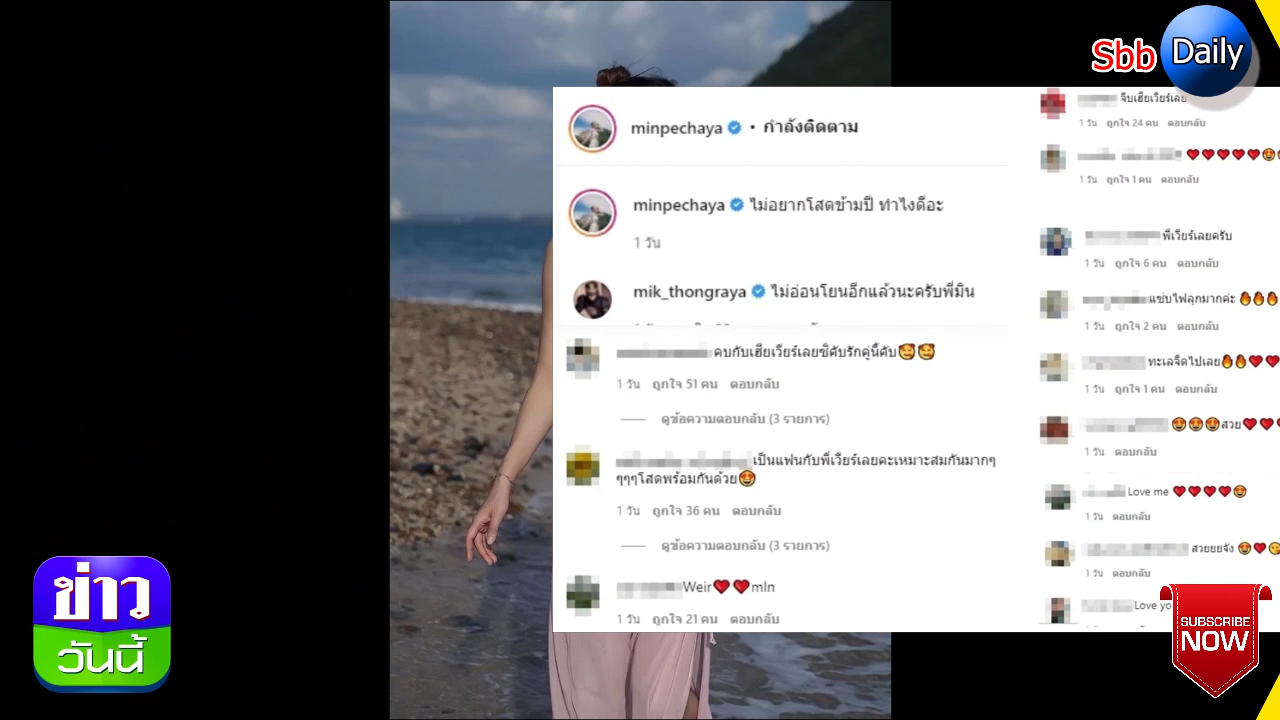 Sbb Daily
minpechaya • กำลังติดตาม
minpechaya ไม่อยากโสดข้ามปี ทำไงดีอะ
1 วัน
mik_thongraya ไม่อ่อนโยนอีกแล้วนะครับพี่มิน
คบกับเฮียเวียร์เลยซิคับรักคู่นี้คับ🥰🥰
1 วัน ถูกใจ 51 คน ตอบกลับ
ดูข้อความตอบกลับ (3 รายการ)
เป็นแฟนกับพี่เวียร์เลยคะเหมาะสมกันมากๆ
ๆๆๆโสดพร้อมกันด้วย😍
1 วัน ถูกใจ 36 คน ตอบกลับ
ดูข้อความตอบกลับ (3 รายการ)
Weir❤️❤️mIn
1 วัน ถูกใจ 21 คน ตอบกลับ
จีบเฮียเวียร์เลย
1 วัน ถูกใจ 24 คน ตอบกลับ
❤️❤️❤️❤️❤️😍
1 วัน ถูกใจ 1 คน ตอบกลับ
พี่เวียร์เลยครับ
1 วัน ถูกใจ 6 คน ตอบกลับ
แซ่บไฟลุกมากค่ะ 🔥🔥🔥
1 วัน ถูกใจ 2 คน ตอบกลับ
ทะเลจืดไปเลย🔥🔥❤️❤️
1 วัน ถูกใจ 1 คน ตอบกลับ
😍😍😍สวย❤️❤️
1 วัน ตอบกลับ
Love me ❤️❤️❤️❤️😍
1 วัน ตอบกลับ
สวยยยจัง 😍❤️😘
1 วัน ตอบกลับ
Love yo
ข่าว
วันนี้
SUBSCRIBE
NOW